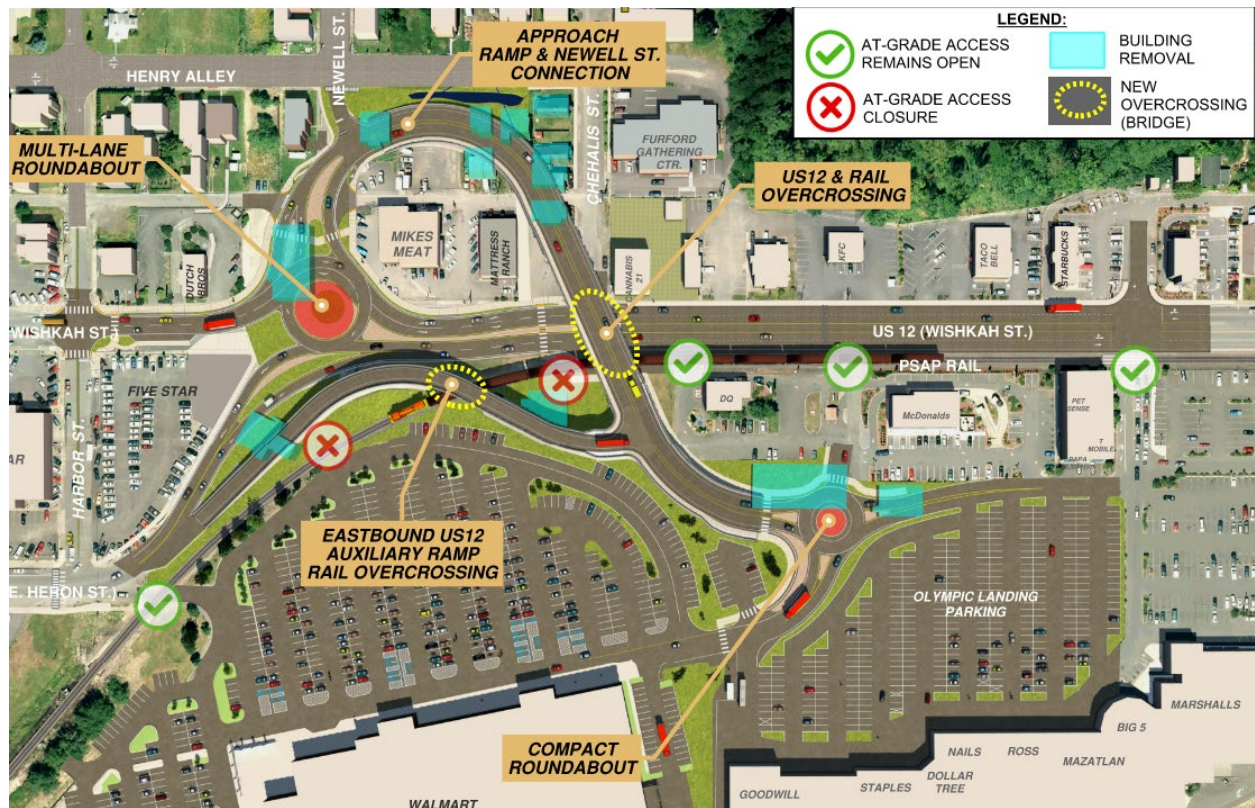 LEGEND:
AT-GRADE ACCESS
REMAINS OPEN
BUILDING
REMOVAL
AT-GRADE ACCESS
CLOSURE
NEW
OVERCROSSING
(BRIDGE)
HENRY ALLEY
NEWELL ST.
APPROACH
RAMP & NEWELL ST.
CONNECTION
CHEHALIS ST.
FURFORD
GATHERING
CTR.
MULTI-LANE
ROUNDABOUT
US12 & RAIL
OVERCROSSING
DUTCH
BROS
MIKES
MEAT
MATTRESS
RANCH
CANNABIS
21
KFC
TACO
BELL
STARBUCKS
WISHKAH ST.
US 12 (WISHKAH ST.)
PSAP RAIL
FIVE STAR
HARBOR ST.
AR
DQ
McDonalds
PET
SENSE
T
MOBILE
PAPA
EASTBOUND US12
AUXILIARY RAMP
RAIL OVERCROSSING
E. HERON ST.)
OLYMPIC LANDING
PARKING
COMPACT
ROUNDABOUT
WALMART
GOODWILL
STAPLES
DOLLAR
TREE
NAILS
ROSS
MAZATLAN
BIG 5
MARSHALLS